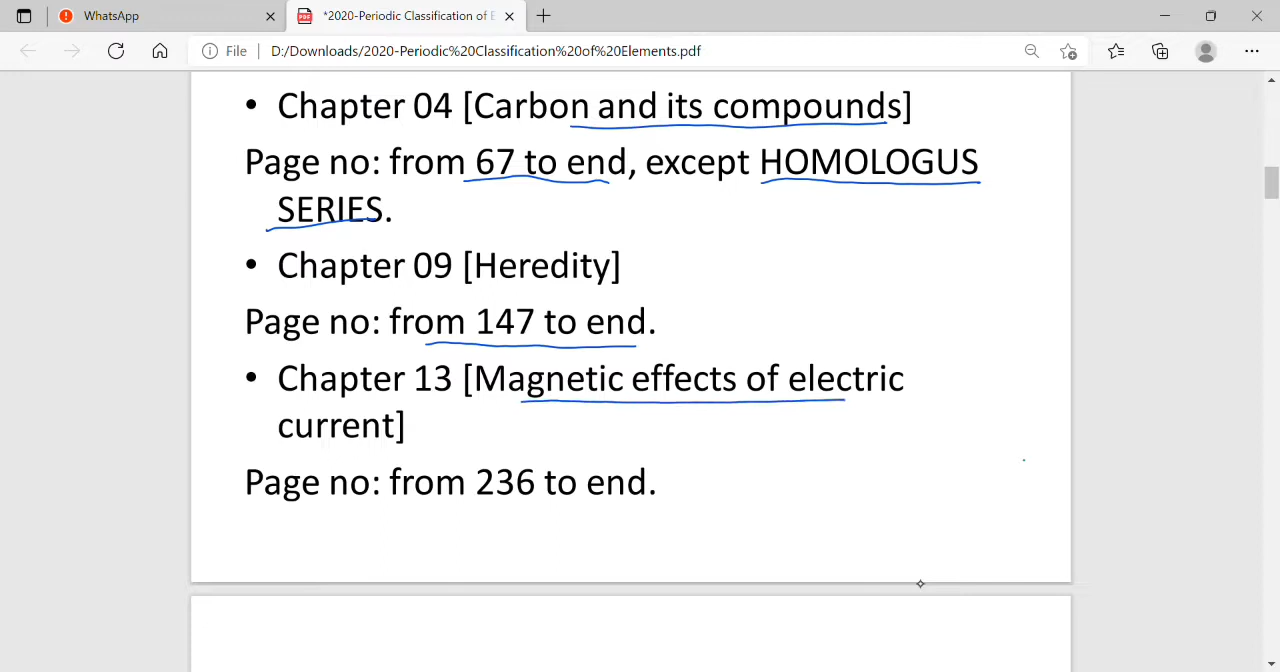 WhatsApp
*2020-Periodic Classification of E
File
D:/Downloads/2020-Periodic%20Classification%20of%20Elements.pdf
• Chapter 04 [Carbon and its compounds]
Page no: from 67 to end, except HOMOLOGUS
SERIES.
• Chapter 09 [Heredity]
Page no: from 147 to end.
• Chapter 13 [Magnetic effects of electric
current]
Page no: from 236 to end.